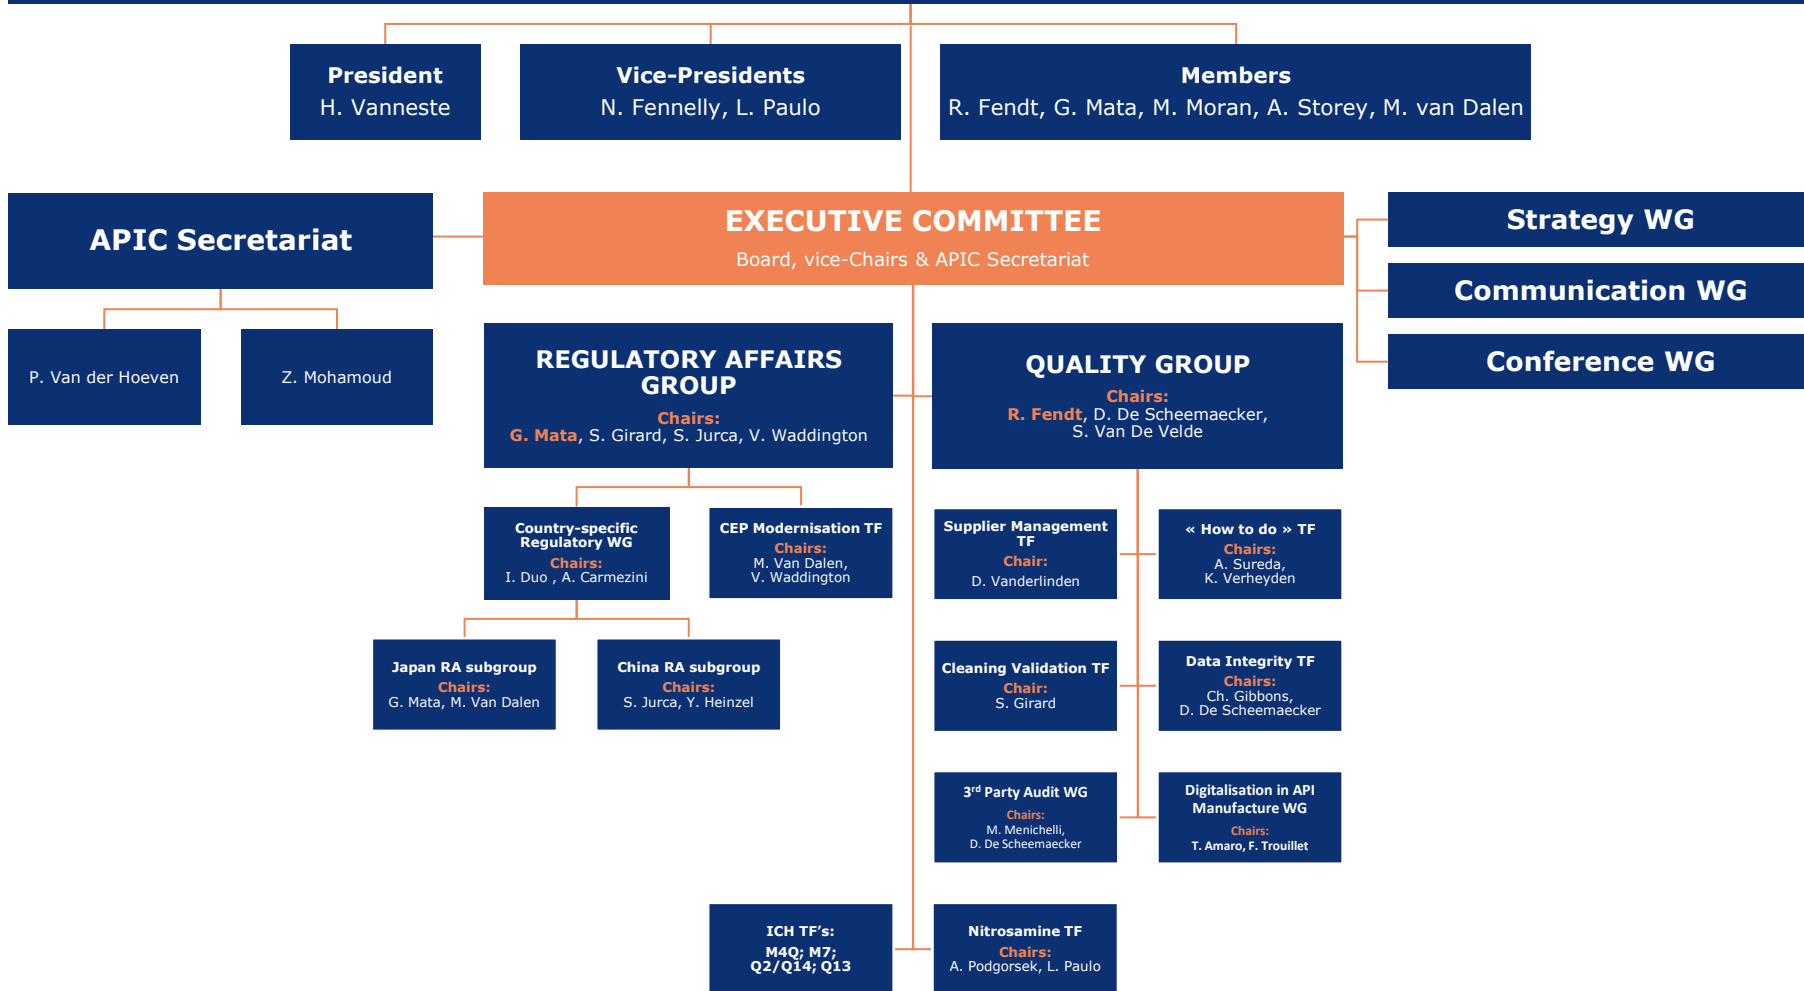 President
H. Vanneste
Vice-Presidents
N. Fennelly, L. Paulo
Members
R. Fendt, G. Mata, M. Moran, A. Storey, M. van Dalen
APIC Secretariat
EXECUTIVE COMMITTEE
Board, vice-Chairs & APIC Secretariat
Strategy WG
Communication WG
Conference WG
P. Van der Hoeven
Z. Mohamoud
REGULATORY AFFAIRS
GROUP
Chairs:
G. Mata, S. Girard, S. Jurca, V. Waddington
QUALITY GROUP
Chairs:
R. Fendt, D. De Scheemaecker,
S. Van De Velde
Country-specific
Regulatory WG
Chairs:
I. Duo , A. Carmezini
CEP Modernisation TF
Chairs:
M. Van Dalen,
V. Waddington
Supplier Management
TF
Chair:
D. Vanderlinden
« How to do » TF
Chairs:
A. Sureda,
K. Verheyden
Japan RA subgroup
Chairs:
G. Mata, M. Van Dalen
China RA subgroup
Chairs:
S. Jurca, Y. Heinzel
Cleaning Validation TF
Chair:
S. Girard
Data Integrity TF
Chairs:
Ch. Gibbons,
D. De Scheemaecker
3rd Party Audit WG
Chairs:
M. Menichelli,
D. De Scheemaecker
Digitalisation in API
Manufacture WG
Chairs:
T. Amaro, F. Trouillet
ICH TF's:
M4Q; M7;
Q2/Q14; Q13
Nitrosamine TF
Chairs:
A. Podgorsek, L. Paulo